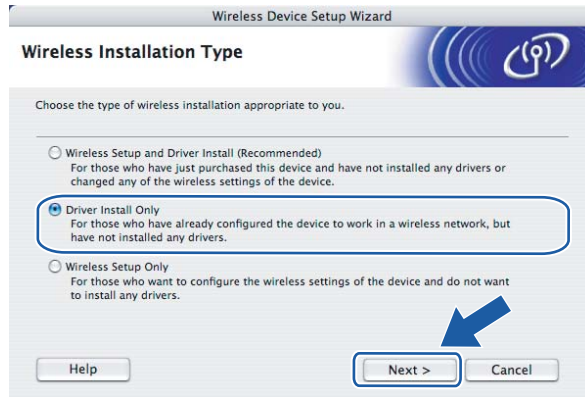 Wireless Device Setup Wizard
Wireless Installation Type
Choose the type of wireless installation appropriate to you.
Wireless Setup and Driver Install (Recommended)
For those who have just purchased this device and have not installed any drivers or
changed any of the wireless settings of the device.
Driver Install Only
For those who have already configured the device to work in a wireless network, but
have not installed any drivers.
Wireless Setup Only
For those who want to configure the wireless settings of the device and do not want
to install any drivers.
Help
Next >
Cancel